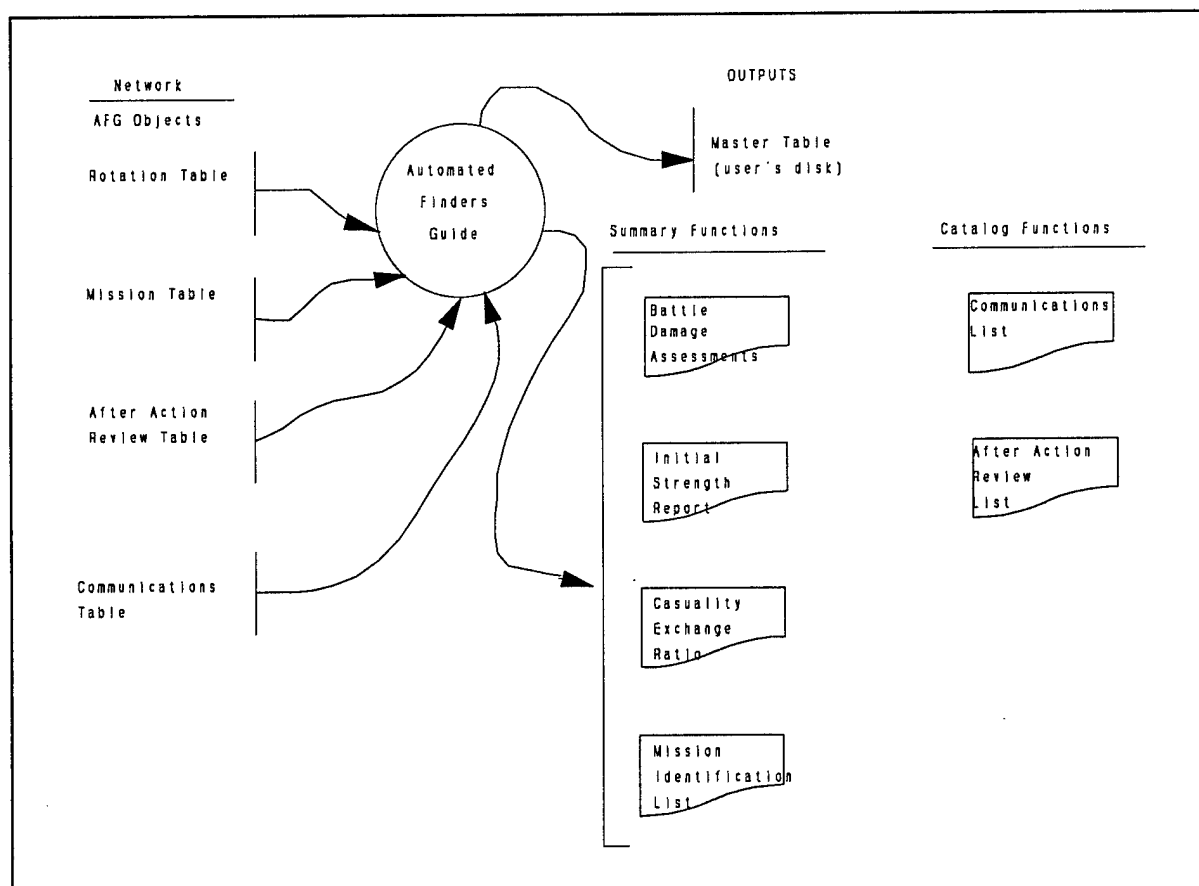 Network
AFG Objects
Rotation Table
Mission Table
After Action
Review Table
Communications
Table
Automated
Finders
Guide
OUTPUTS
Master Table
(user's disk)
Summary Functions
Battle
Damage
Assessments
Initial
Strength
Report
Casuality
Exchange
Ratio
Mission
Identification
List
Catalog Functions
Communications
List
After Action
Review
List